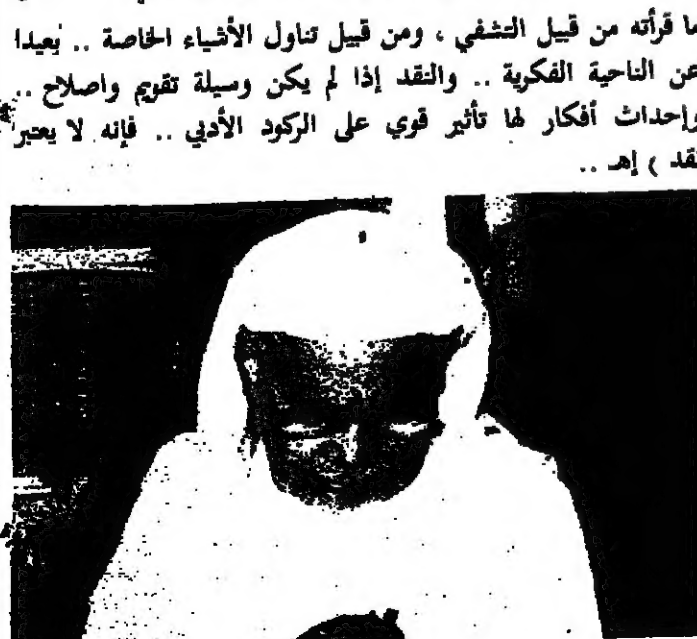 ما قرأته من قبيل التشفي ، ومن قبيل تناول الأشياء الخاصة .. بعيدا
عن الناحية الفكرية .. والنقد إذا لم يكن وسيلة تقويم واصلاح ..
وإحداث أفكار لها تأثير قوي على الركود الأدبي .. فإنه لا يعتبر
نقد ) إهـ ..